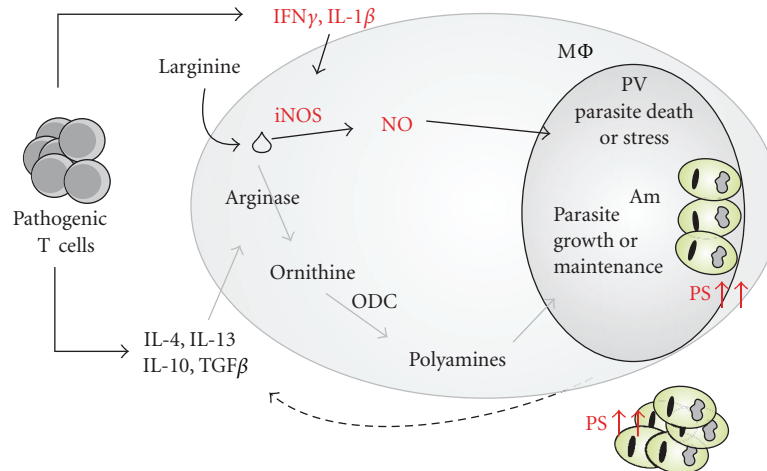 IFNγ, IL-1β
MΦ
Larginine
PV
parasite death
or stress
iNOS
NO
Arginase
Am
Pathogenic
T cells
Parasite
growth or
maintenance
Ornithine
ODC
PS
IL-4, IL-13
IL-10, TGFβ
Polyamines
PS